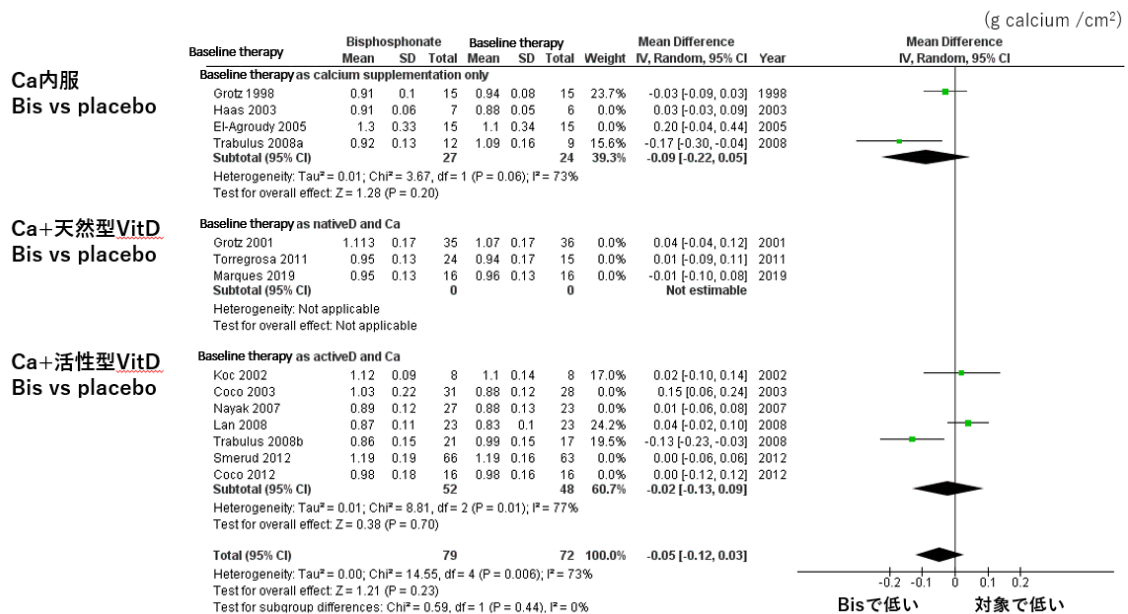 (g calcium /cm²)
Baseline therapy Bisphosphonate Baseline therapy Mean Difference Mean Difference
Mean SD Total Mean SD Total Weight IV, Random, 95% CI Year IV, Random, 95% CI
Ca内服
Bis vs placebo
Baseline therapy as calcium supplementation only
Grotz 1998 0.91 0.1 15 0.94 0.08 15 23.7% -0.03 [-0.09, 0.03] 1998
Haas 2003 0.91 0.06 7 0.88 0.05 6 0.0% 0.03 [-0.03, 0.09] 2003
El-Agroudy 2005 1.3 0.33 15 1.1 0.34 15 0.0% 0.20 [-0.04, 0.44] 2005
Trabulus 2008a 0.92 0.13 12 1.09 0.16 9 15.6% -0.17 [-0.30, -0.04] 2008
Subtotal (95% CI) 27 24 39.3% -0.09 [-0.22, 0.05]
Heterogeneity: Tau² = 0.01; Chi² = 3.67, df = 1 (P = 0.06); I² = 73%
Test for overall effect: Z = 1.28 (P = 0.20)
Ca+天然型VitD
Bis vs placebo
Baseline therapy as nativeD and Ca
Grotz 2001 1.113 0.17 35 1.07 0.17 36 0.0% 0.04 [-0.04, 0.12] 2001
Torregrosa 2011 0.95 0.13 24 0.94 0.17 15 0.0% 0.01 [-0.09, 0.11] 2011
Marques 2019 0.95 0.13 16 0.96 0.13 16 0.0% -0.01 [-0.10, 0.08] 2019
Subtotal (95% CI) 0 0 Not estimable
Heterogeneity: Not applicable
Test for overall effect: Not applicable
Ca+活性型VitD
Bis vs placebo
Baseline therapy as activeD and Ca
Koc 2002 1.12 0.09 8 1.1 0.14 8 17.0% 0.02 [-0.10, 0.14] 2002
Coco 2003 1.03 0.22 31 0.88 0.12 28 0.0% 0.15 [0.06, 0.24] 2003
Nayak 2007 0.89 0.12 27 0.88 0.13 23 0.0% 0.01 [-0.06, 0.08] 2007
Lan 2008 0.87 0.11 23 0.83 0.1 23 24.2% 0.04 [-0.02, 0.10] 2008
Trabulus 2008b 0.86 0.15 21 0.99 0.15 17 19.5% -0.13 [-0.23, -0.03] 2008
Smerud 2012 1.19 0.19 66 1.19 0.16 63 0.0% 0.00 [-0.06, 0.06] 2012
Coco 2012 0.98 0.18 16 0.98 0.16 16 0.0% 0.00 [-0.12, 0.12] 2012
Subtotal (95% CI) 52 48 60.7% -0.02 [-0.13, 0.09]
Heterogeneity: Tau² = 0.01; Chi² = 8.81, df = 2 (P = 0.01); I² = 77%
Test for overall effect: Z = 0.38 (P = 0.70)
Total (95% CI) 79 72 100.0% -0.05 [-0.12, 0.03]
Heterogeneity: Tau² = 0.00; Chi² = 14.55, df = 4 (P = 0.006); I² = 73%
Test for overall effect: Z = 1.21 (P = 0.23)
Test for subgroup differences: Chi² = 0.59, df = 1 (P = 0.44), I² = 0%
-0.2 -0.1 0 0.1 0.2
Bisで低い 対象で低い